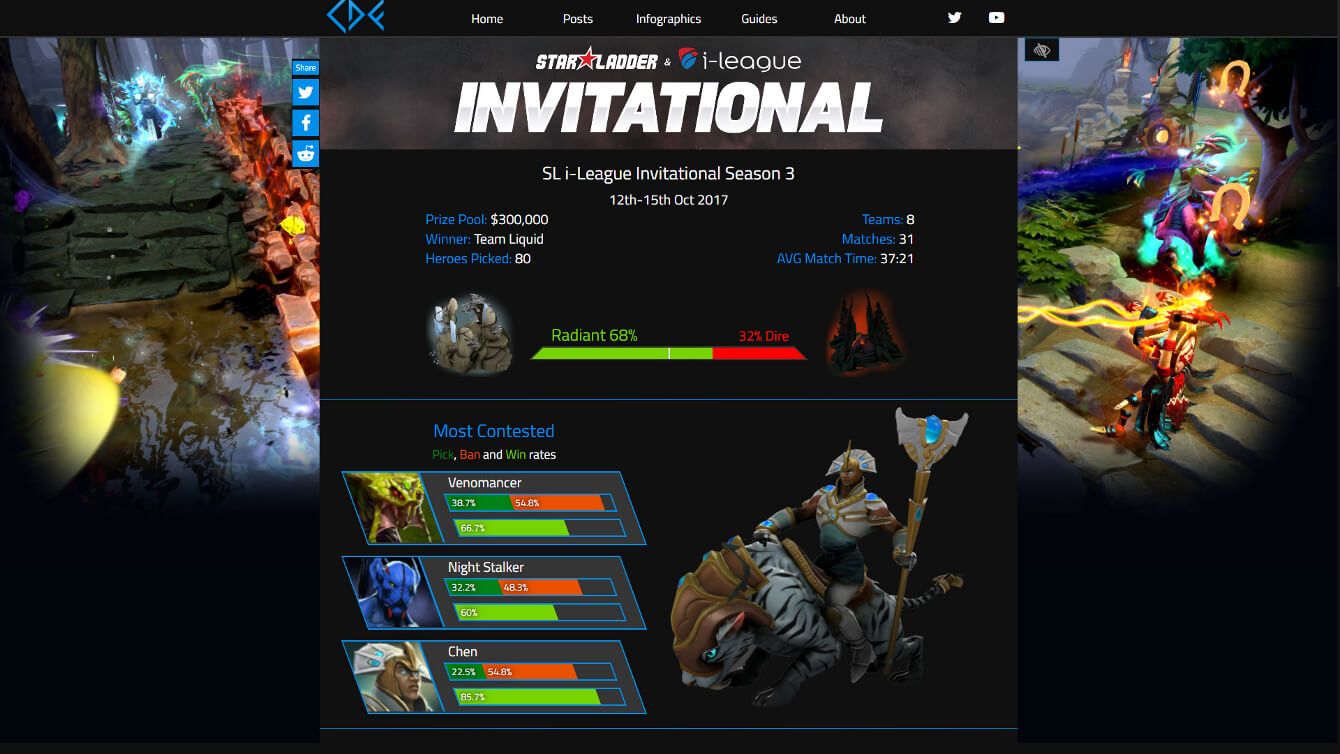 Home Posts Infographics Guides About
Share
STAR LADDER & i-league
INVITATIONAL
SL i-League Invitational Season 3
12th-15th Oct 2017
Prize Pool: $300,000 Teams: 8
Winner: Team Liquid Matches: 31
Heroes Picked: 80 AVG Match Time: 37:21
Radiant 68% 32% Dire
Most Contested
Pick, Ban and Win rates
Venomancer
38.7% 54.8%
66.7%
Night Stalker
32.2% 48.3%
60%
Chen
22.5% 54.8%
85.7%